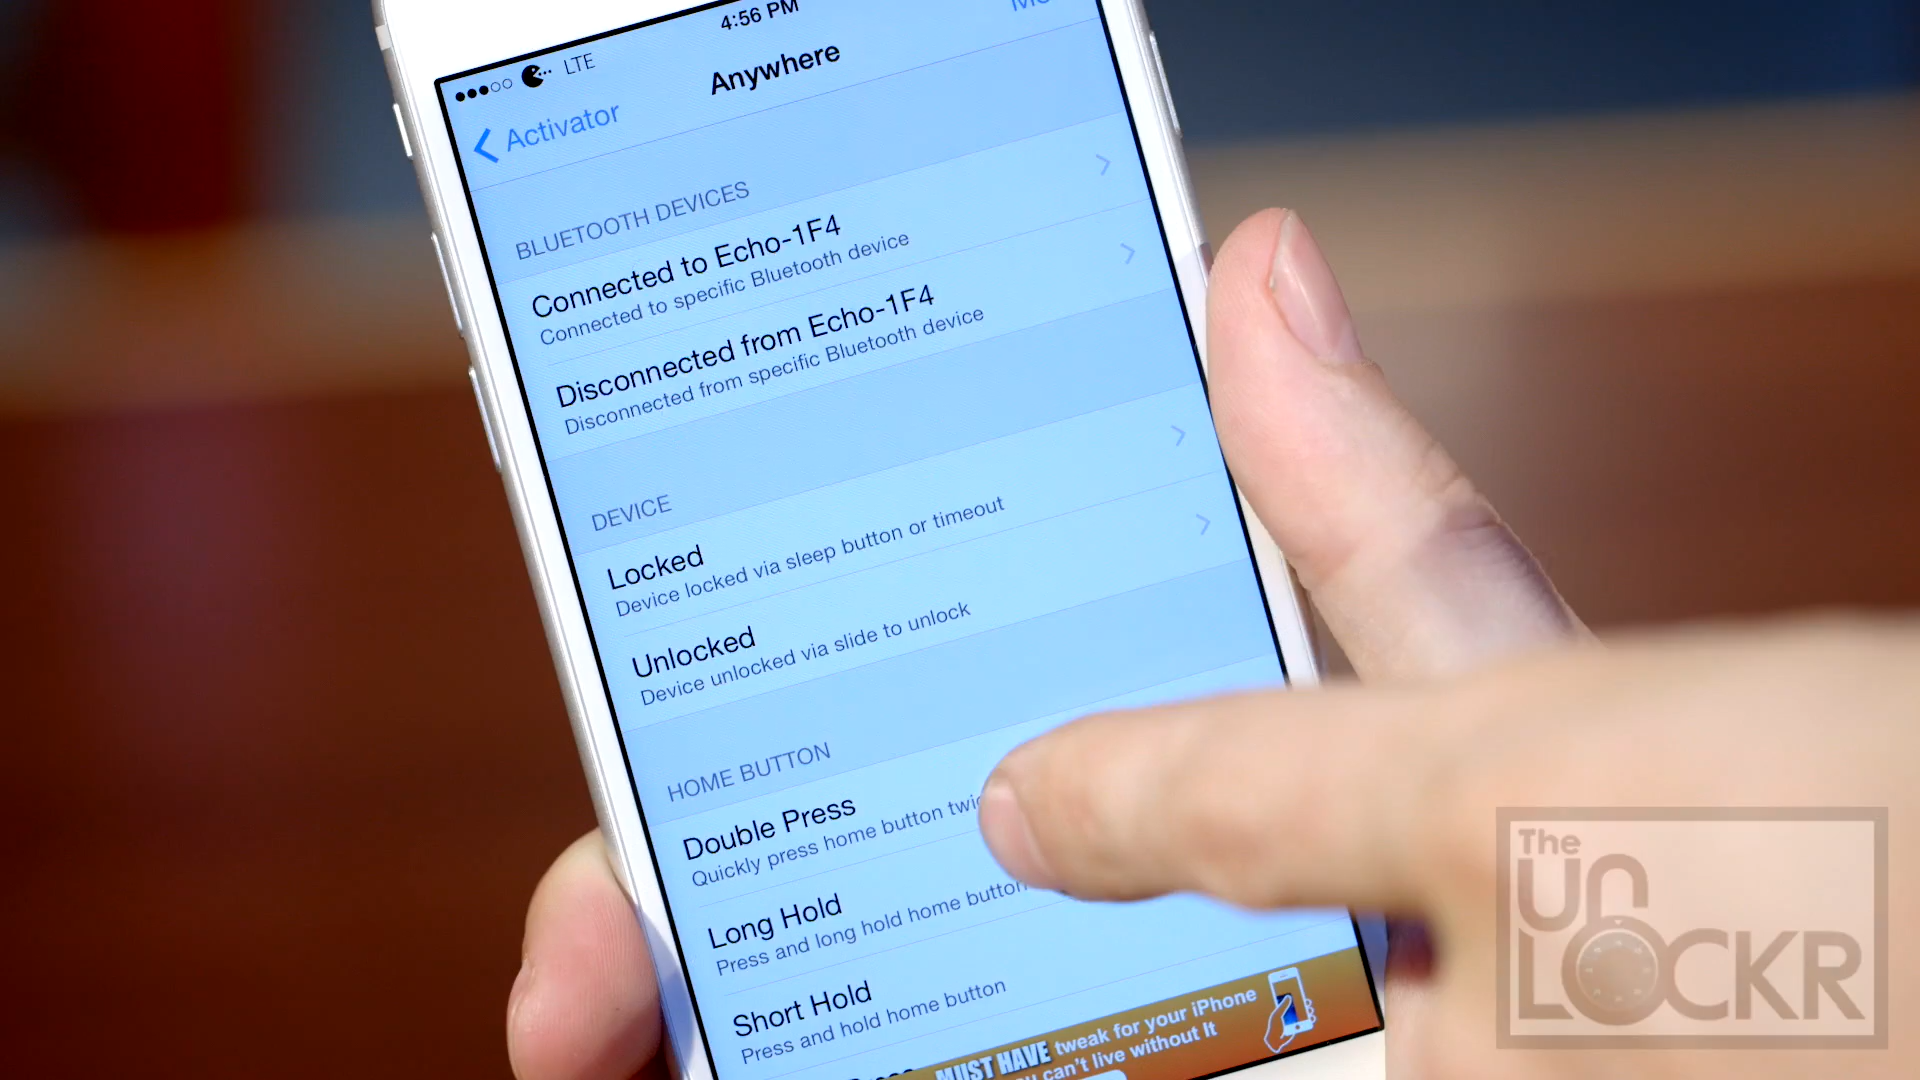 4:56 PM
LTE
Anywhere
Activator
BLUETOOTH DEVICES
Connected to Echo-1F4
Connected to specific Bluetooth device
Disconnected from Echo-1F4
Disconnected from specific Bluetooth device
DEVICE
Locked
Device locked via sleep button or timeout
Unlocked
Device unlocked via slide to unlock
HOME BUTTON
Double Press
Quickly press home button
Long Hold
Press and long hold home button
Short Hold
Press and hold home button
MUST HAVE tweak for your iPhone
can't live without It
The
UN
LOCKR